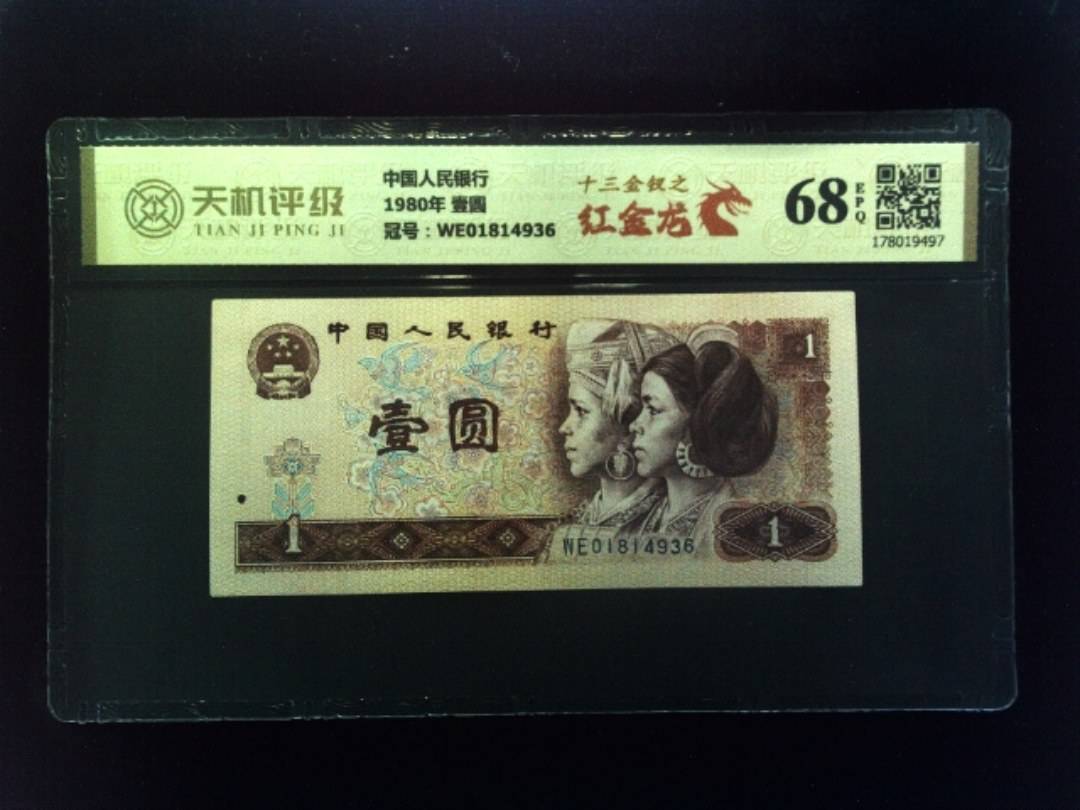 天机评级
TIAN JI PING JI
中国人民银行
1980年 壹圆
冠号：WE01814936
十三金钗之
红金龙
68
EPQ
178019497
中国人民银行
1
壹圆
1
WE01814936
1